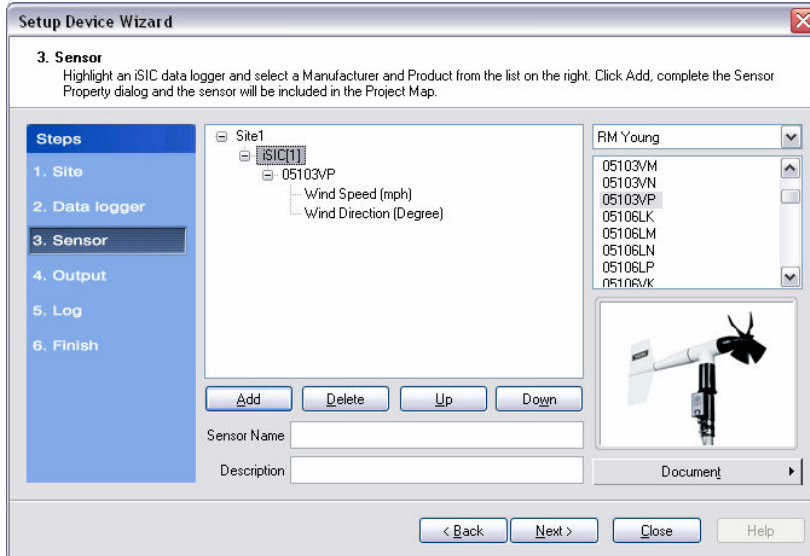 Setup Device Wizard
3. Sensor
Highlight an iSIC data logger and select a Manufacturer and Product from the list on the right. Click Add, complete the Sensor
Property dialog and the sensor will be included in the Project Map.
Steps
1. Site
2. Data logger
3. Sensor
4. Output
5. Log
6. Finish
Site1
iSIC[1]
05103VP
Wind Speed (mph)
Wind Direction (Degree)
RM Young
05103VM
05103VN
05103VP
05106LK
05106LM
05106LN
05106LP
05106VK
Add
Delete
Up
Down
Sensor Name
Description
Document
< Back
Next >
Close
Help